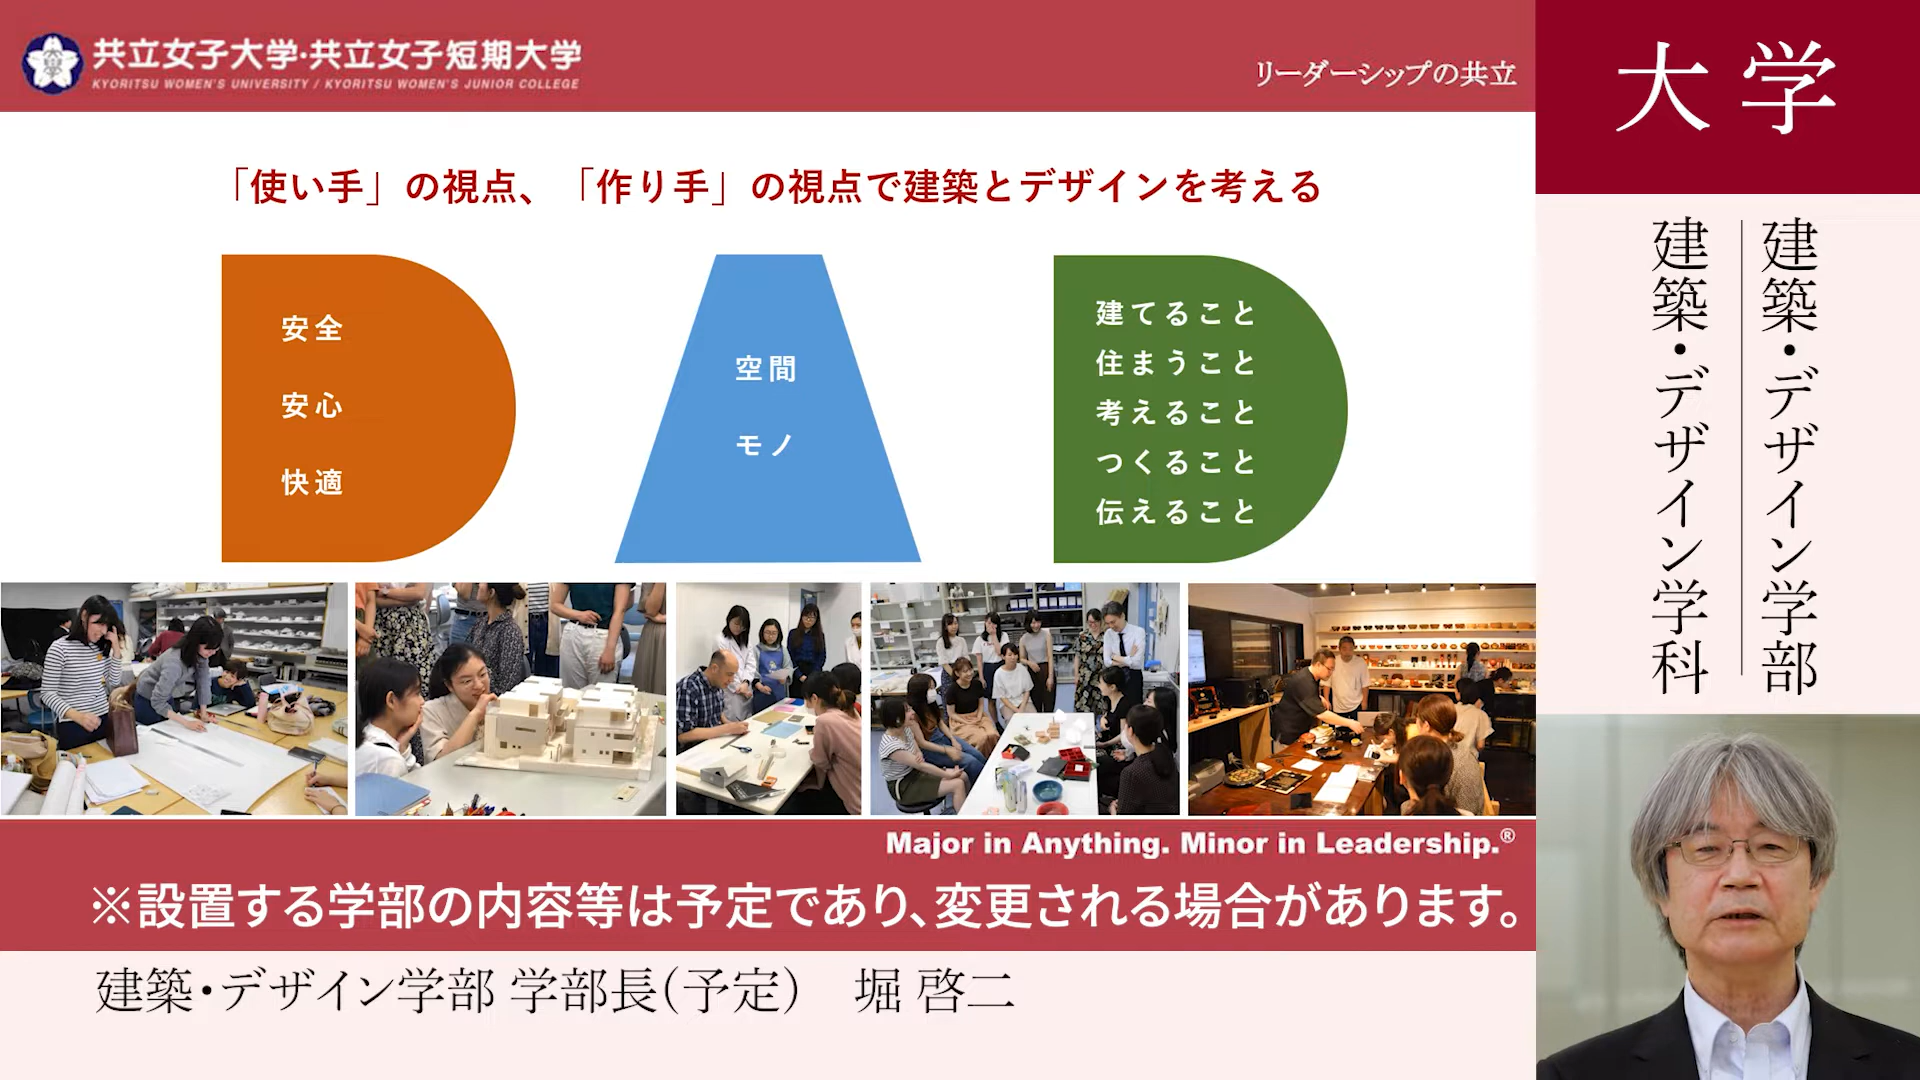 共立女子大学・共立女子短期大学
KYORITSU WOMEN'S UNIVERSITY / KYORITSU WOMEN'S JUNIOR COLLEGE
リーダーシップの共立
「使い手」の視点、「作り手」の視点で建築とデザインを考える
安全
安心
快適
空間
モノ
建てること
住まうこと
考えること
つくること
伝えること
Major in Anything. Minor in Leadership.®
※設置する学部の内容等は予定であり、変更される場合があります。
建築・デザイン学部 学部長(予定) 堀 啓二
大学
建築・デザイン学部
建築・デザイン学科